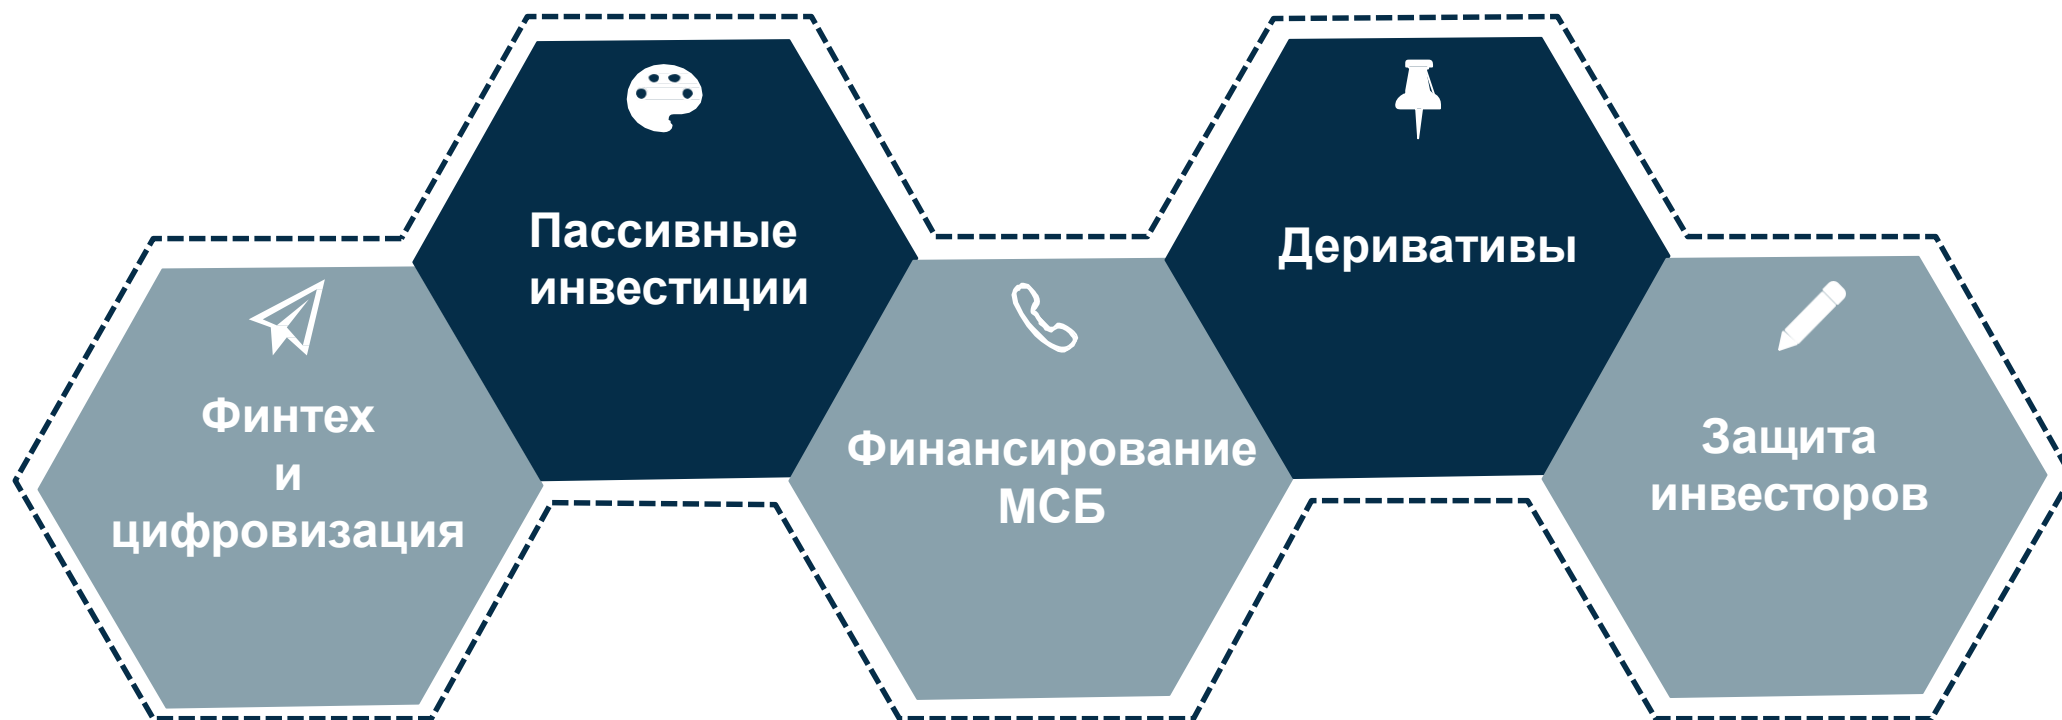 Финтех
и
цифровизация
Пассивные
инвестиции
Финансирование
МСБ
Деривативы
Защита
инвесторов